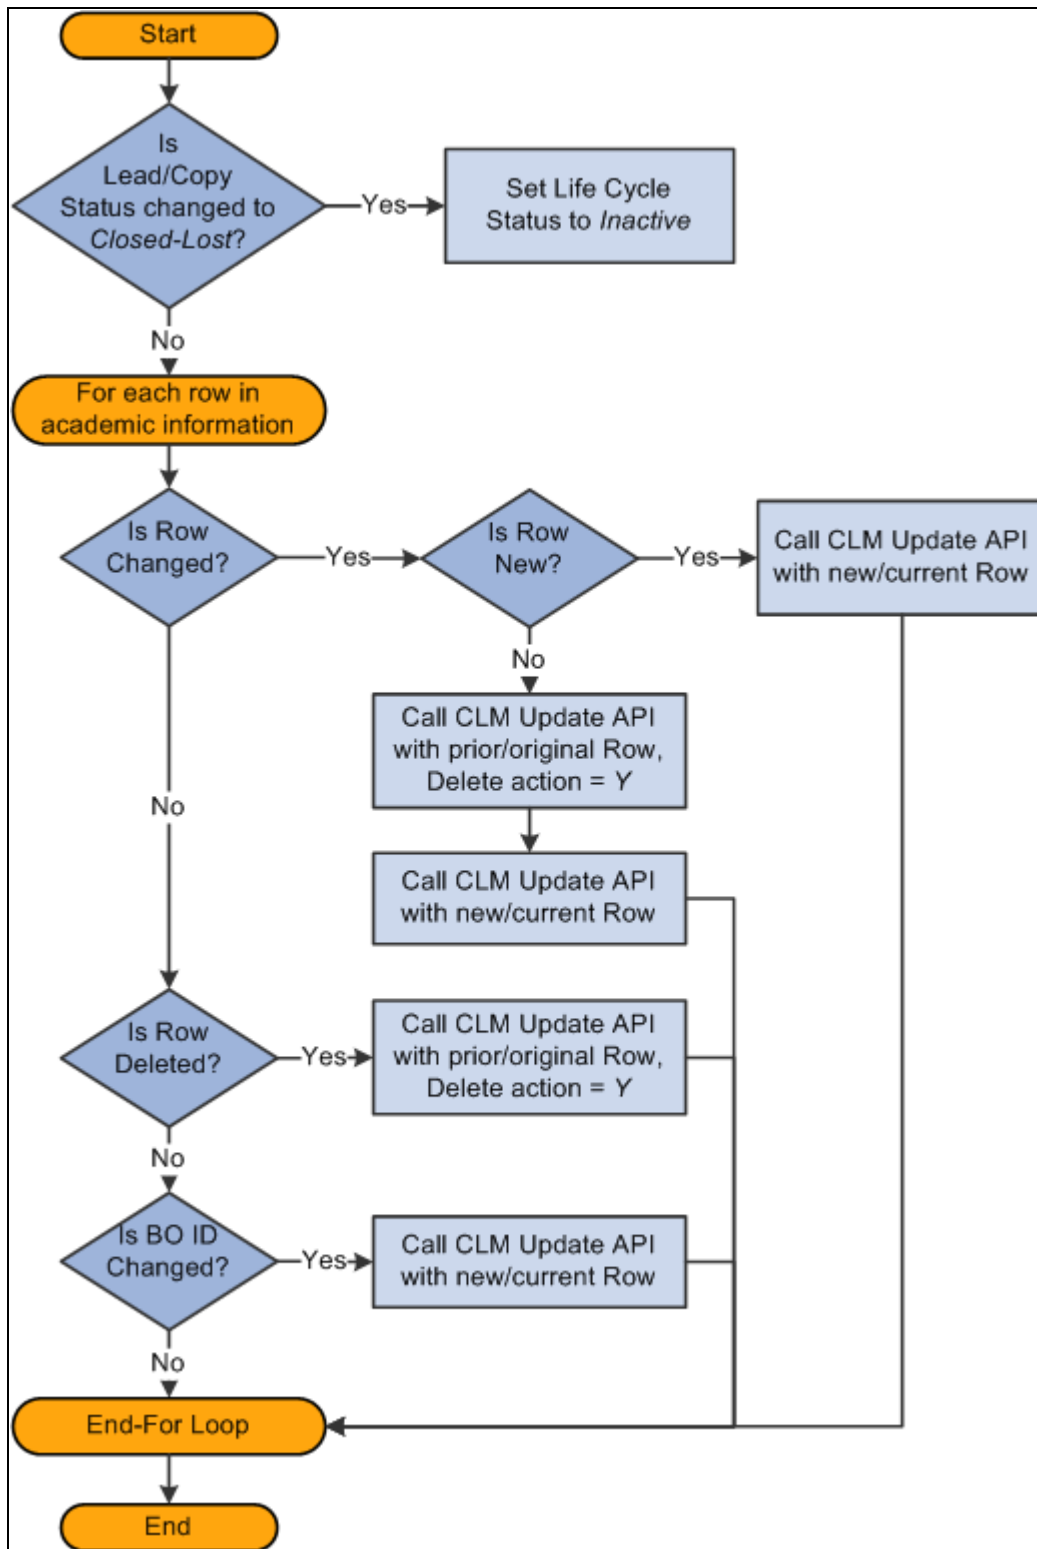 Start
Is
Lead/Copy
Status changed to
Closed-Lost?
Yes
Set Life Cycle
Status to Inactive
No
For each row in
academic information
Is Row
Changed?
Yes
Is Row
New?
Yes
Call CLM Update API
with new/current Row
No
Call CLM Update API
with prior/original Row,
Delete action = Y
No
Call CLM Update API
with new/current Row
Is Row
Deleted?
Yes
Call CLM Update API
with prior/original Row,
Delete action = Y
No
Is BO ID
Changed?
Yes
Call CLM Update API
with new/current Row
No
End-For Loop
End